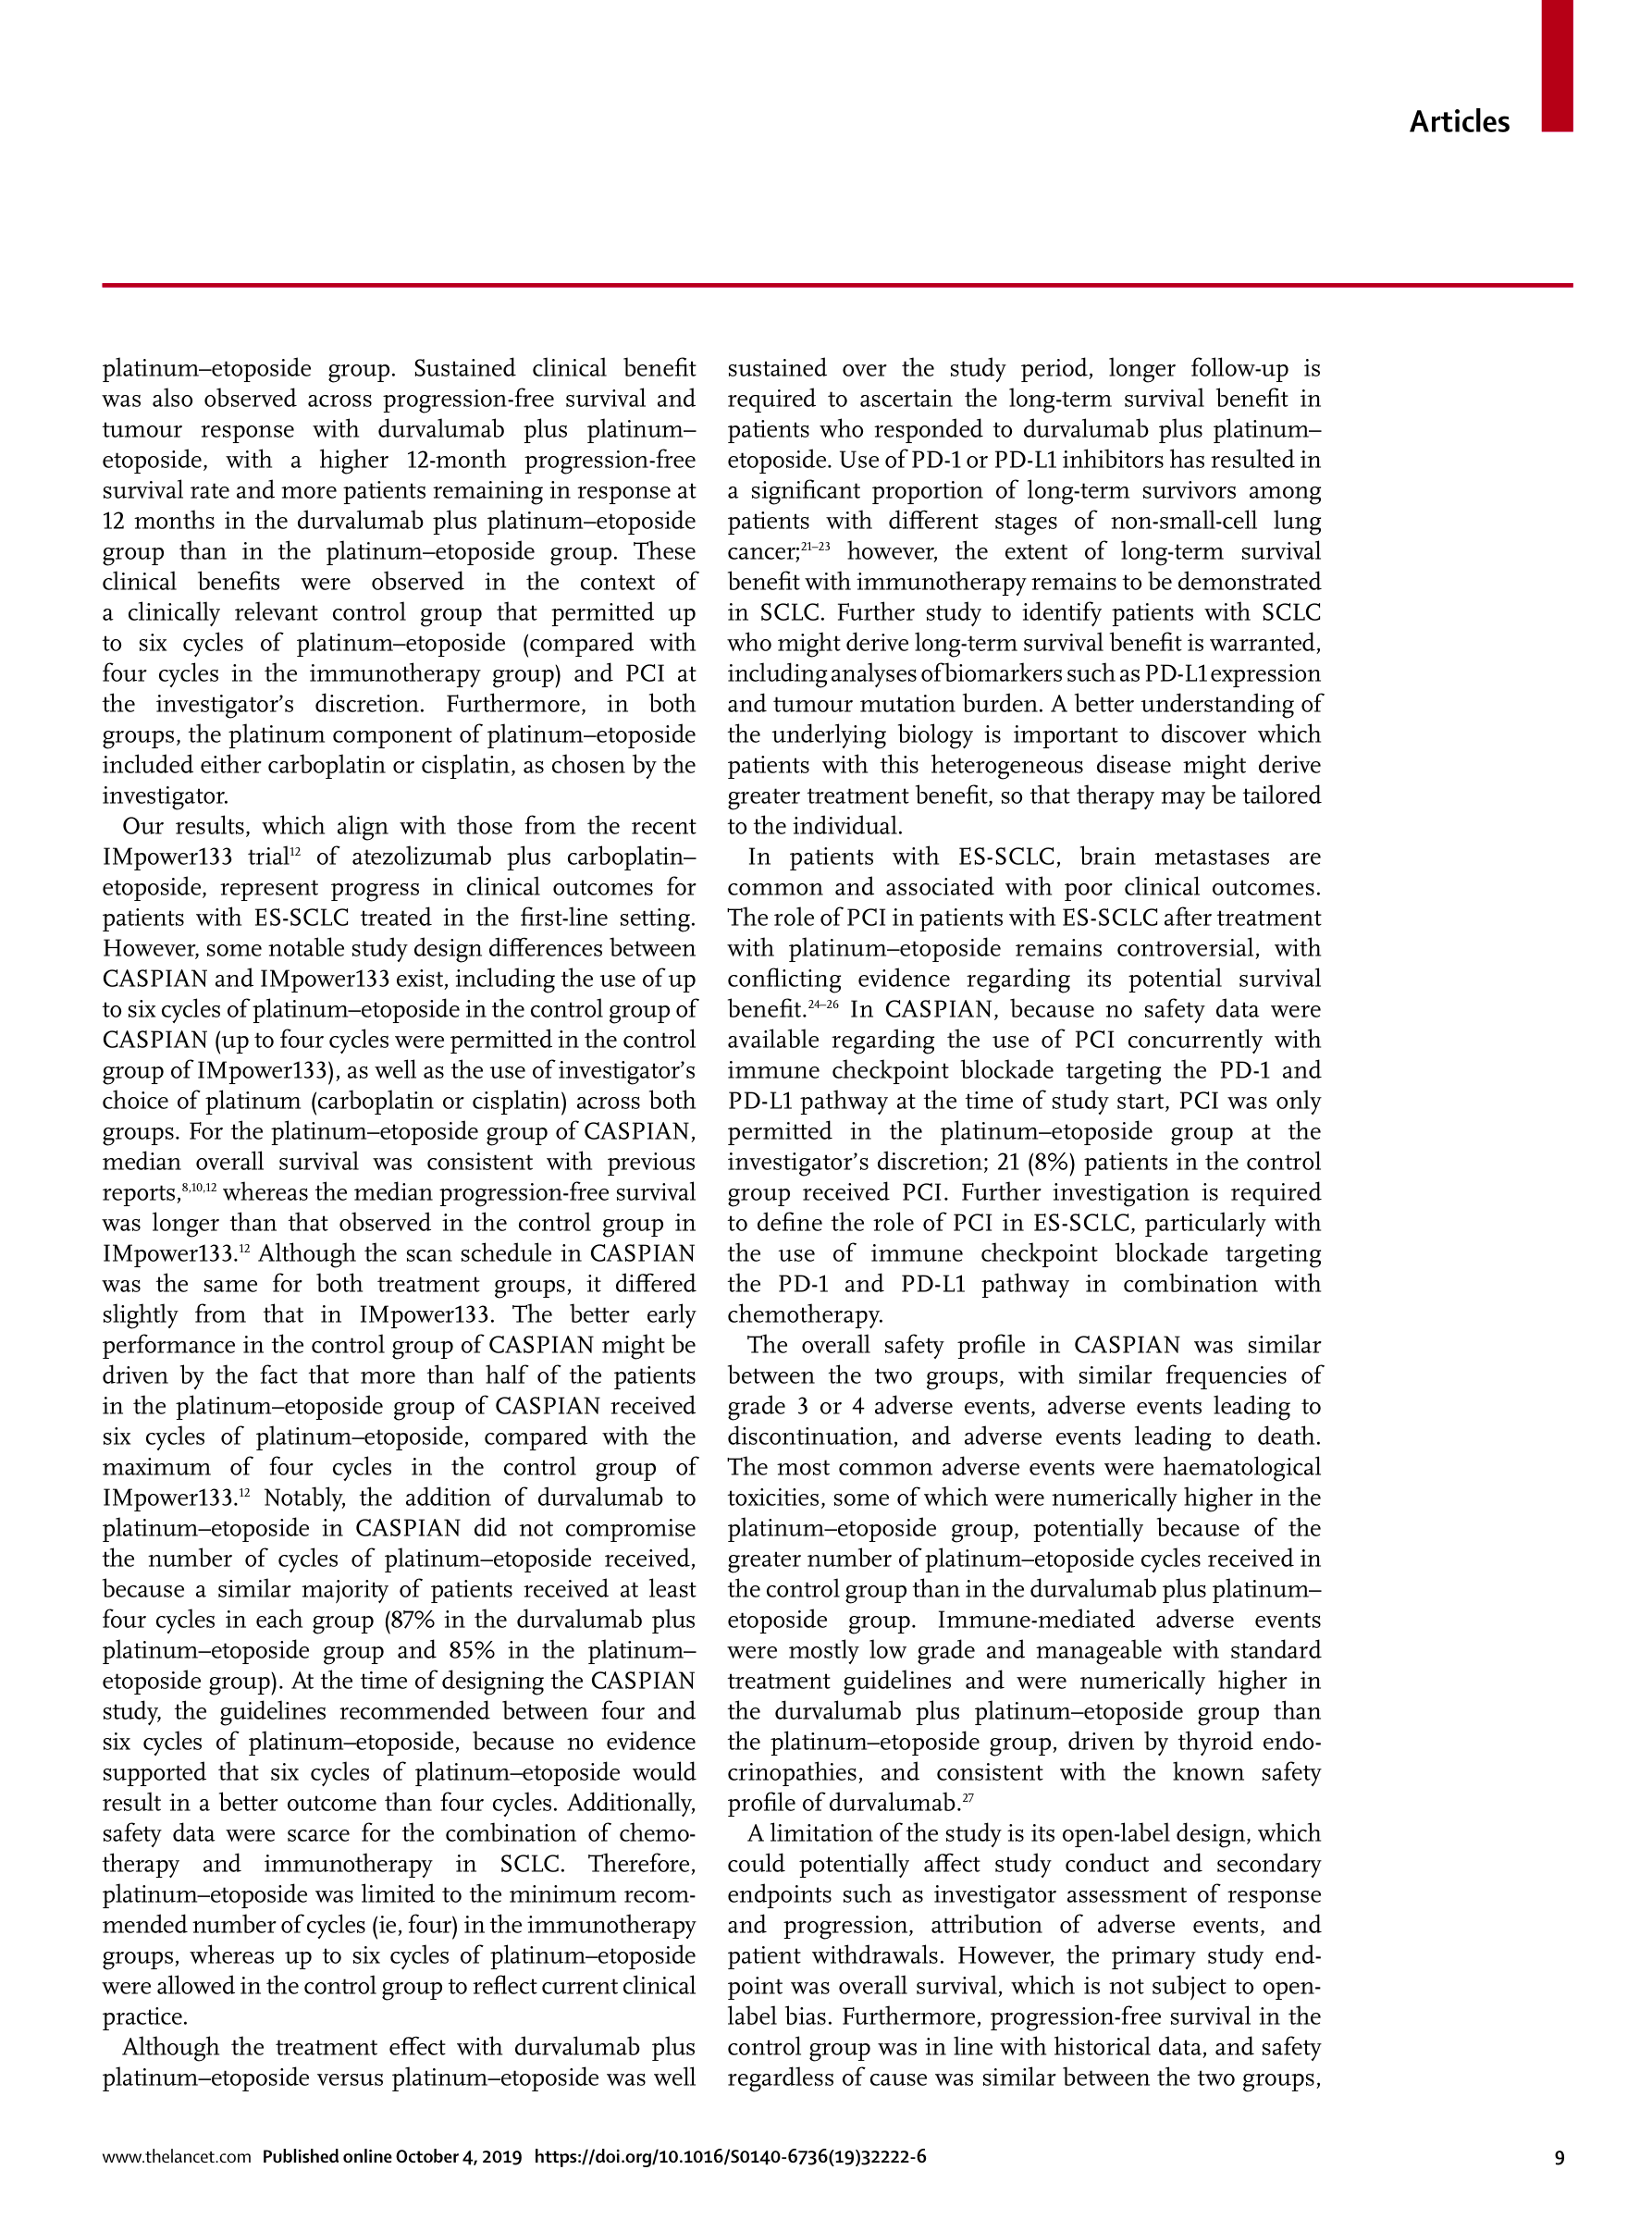 Articles
platinum–etoposide group. Sustained clinical benefit
was also observed across progression-free survival and
tumour response with durvalumab plus platinum–
etoposide, with a higher 12-month progression-free
survival rate and more patients remaining in response at
12 months in the durvalumab plus platinum–etoposide
group than in the platinum–etoposide group. These
clinical benefits were observed in the context of
a clinically relevant control group that permitted up
to six cycles of platinum–etoposide (compared with
four cycles in the immunotherapy group) and PCI at
the investigator’s discretion. Furthermore, in both
groups, the platinum component of platinum–etoposide
included either carboplatin or cisplatin, as chosen by the
investigator.
Our results, which align with those from the recent
IMpower133 trial12 of atezolizumab plus carboplatin–
etoposide, represent progress in clinical outcomes for
patients with ES-SCLC treated in the first-line setting.
However, some notable study design differences between
CASPIAN and IMpower133 exist, including the use of up
to six cycles of platinum–etoposide in the control group of
CASPIAN (up to four cycles were permitted in the control
group of IMpower133), as well as the use of investigator’s
choice of platinum (carboplatin or cisplatin) across both
groups. For the platinum–etoposide group of CASPIAN,
median overall survival was consistent with previous
reports,8,10,12 whereas the median progression-free survival
was longer than that observed in the control group in
IMpower133.12 Although the scan schedule in CASPIAN
was the same for both treatment groups, it differed
slightly from that in IMpower133. The better early
performance in the control group of CASPIAN might be
driven by the fact that more than half of the patients
in the platinum–etoposide group of CASPIAN received
six cycles of platinum–etoposide, compared with the
maximum of four cycles in the control group of
IMpower133.12 Notably, the addition of durvalumab to
platinum–etoposide in CASPIAN did not compromise
the number of cycles of platinum–etoposide received,
because a similar majority of patients received at least
four cycles in each group (87% in the durvalumab plus
platinum–etoposide group and 85% in the platinum–
etoposide group). At the time of designing the CASPIAN
study, the guidelines recommended between four and
six cycles of platinum–etoposide, because no evidence
supported that six cycles of platinum–etoposide would
result in a better outcome than four cycles. Additionally,
safety data were scarce for the combination of chemo-
therapy and immunotherapy in SCLC. Therefore,
platinum–etoposide was limited to the minimum recom-
mended number of cycles (ie, four) in the immunotherapy
groups, whereas up to six cycles of platinum–etoposide
were allowed in the control group to reflect current clinical
practice.
Although the treatment effect with durvalumab plus
platinum–etoposide versus platinum–etoposide was well
sustained over the study period, longer follow-up is
required to ascertain the long-term survival benefit in
patients who responded to durvalumab plus platinum–
etoposide. Use of PD-1 or PD-L1 inhibitors has resulted in
a significant proportion of long-term survivors among
patients with different stages of non-small-cell lung
cancer;21–23 however, the extent of long-term survival
benefit with immunotherapy remains to be demonstrated
in SCLC. Further study to identify patients with SCLC
who might derive long-term survival benefit is warranted,
including analyses of biomarkers such as PD-L1 expression
and tumour mutation burden. A better understanding of
the underlying biology is important to discover which
patients with this heterogeneous disease might derive
greater treatment benefit, so that therapy may be tailored
to the individual.
In patients with ES-SCLC, brain metastases are
common and associated with poor clinical outcomes.
The role of PCI in patients with ES-SCLC after treatment
with platinum–etoposide remains controversial, with
conflicting evidence regarding its potential survival
benefit.24–26 In CASPIAN, because no safety data were
available regarding the use of PCI concurrently with
immune checkpoint blockade targeting the PD-1 and
PD-L1 pathway at the time of study start, PCI was only
permitted in the platinum–etoposide group at the
investigator’s discretion; 21 (8%) patients in the control
group received PCI. Further investigation is required
to define the role of PCI in ES-SCLC, particularly with
the use of immune checkpoint blockade targeting
the PD-1 and PD-L1 pathway in combination with
chemotherapy.
The overall safety profile in CASPIAN was similar
between the two groups, with similar frequencies of
grade 3 or 4 adverse events, adverse events leading to
discontinuation, and adverse events leading to death.
The most common adverse events were haematological
toxicities, some of which were numerically higher in the
platinum–etoposide group, potentially because of the
greater number of platinum–etoposide cycles received in
the control group than in the durvalumab plus platinum–
etoposide group. Immune-mediated adverse events
were mostly low grade and manageable with standard
treatment guidelines and were numerically higher in
the durvalumab plus platinum–etoposide group than
the platinum–etoposide group, driven by thyroid endo-
crinopathies, and consistent with the known safety
profile of durvalumab.27
A limitation of the study is its open-label design, which
could potentially affect study conduct and secondary
endpoints such as investigator assessment of response
and progression, attribution of adverse events, and
patient withdrawals. However, the primary study end-
point was overall survival, which is not subject to open-
label bias. Furthermore, progression-free survival in the
control group was in line with historical data, and safety
regardless of cause was similar between the two groups,
www.thelancet.com Published online October 4, 2019 https://doi.org/10.1016/S0140-6736(19)32222-6
9